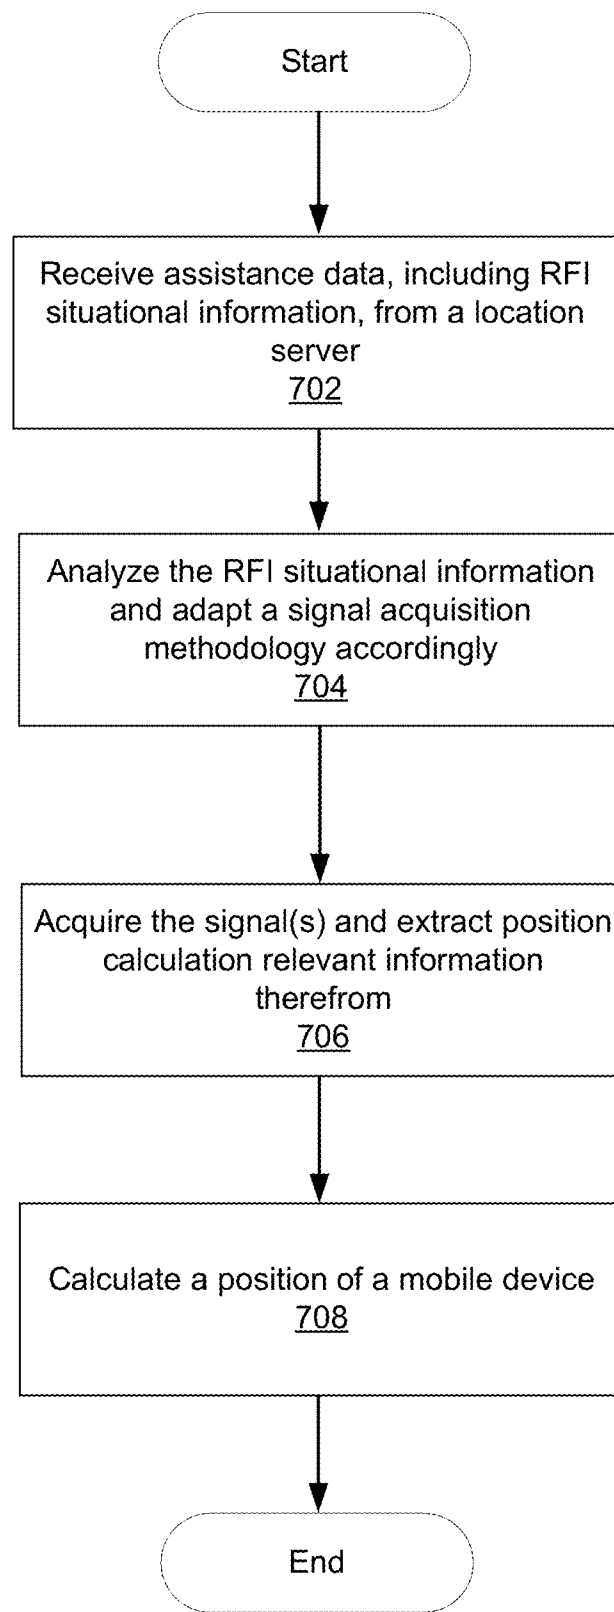 Start
Receive assistance data, including RFI
situational information, from a location
server
702
Analyze the RFI situational information
and adapt a signal acquisition
methodology accordingly
704
Acquire the signal(s) and extract position
calculation relevant information
therefrom
706
Calculate a position of a mobile device
708
End